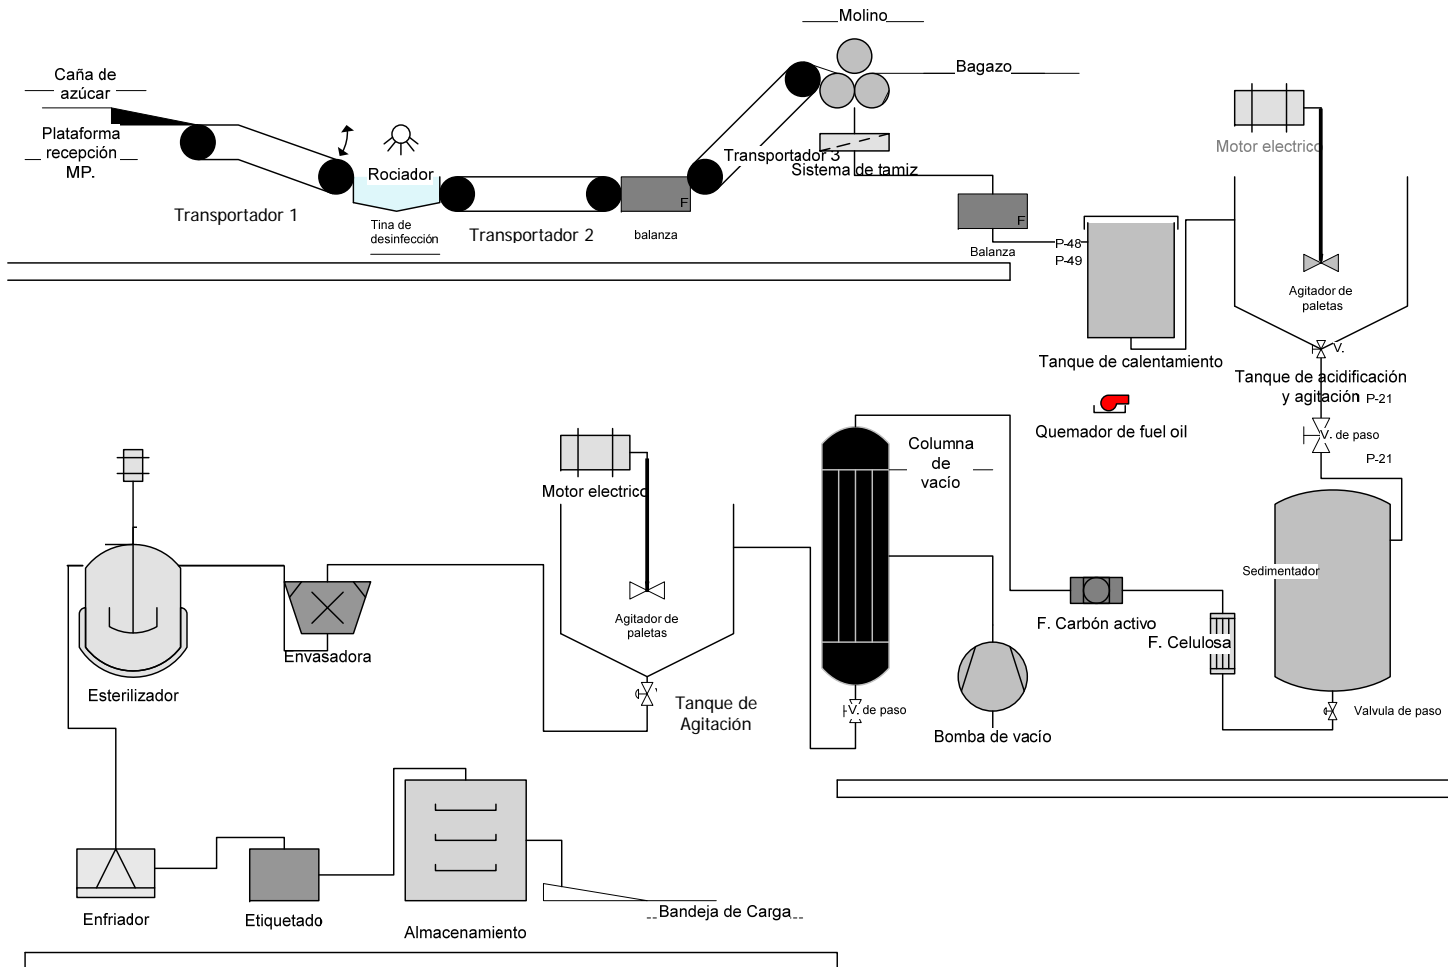 Molino
Caña de
azúcar
Bagazo
Plataforma
recepción
MP.
Rociador
Transportador 3
Sistema de tamiz
Motor electrico
Transportador 1
Tina de
desinfección
Transportador 2
F
balanza
F
Balanza
P-48
P-49
Agitador de
paletas
V.
Tanque de calentamiento
Tanque de acidificación
y agitación
P-21
Quemador de fuel oil
V. de paso
P-21
Columna
de
vacío
Motor electrico
Sedimentador
Agitador de
paletas
F. Carbón activo
F. Celulosa
Envasadora
Esterilizador
Tanque de
Agitación
V. de paso
Bomba de vacío
Valvula de paso
Enfriador
Etiquetado
Almacenamiento
Bandeja de Carga